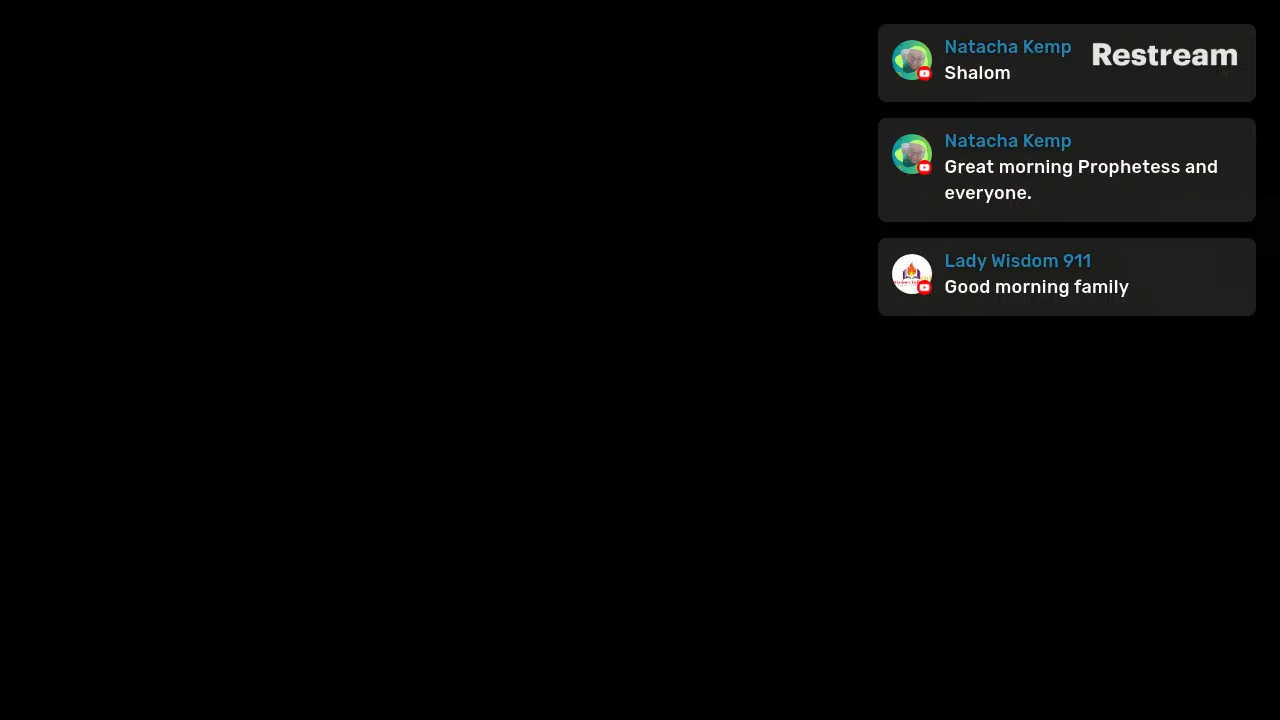 Natacha Kemp
Restream
Shalom
Natacha Kemp
Great morning Prophetess and
everyone.
Lady Wisdom 911
Good morning family